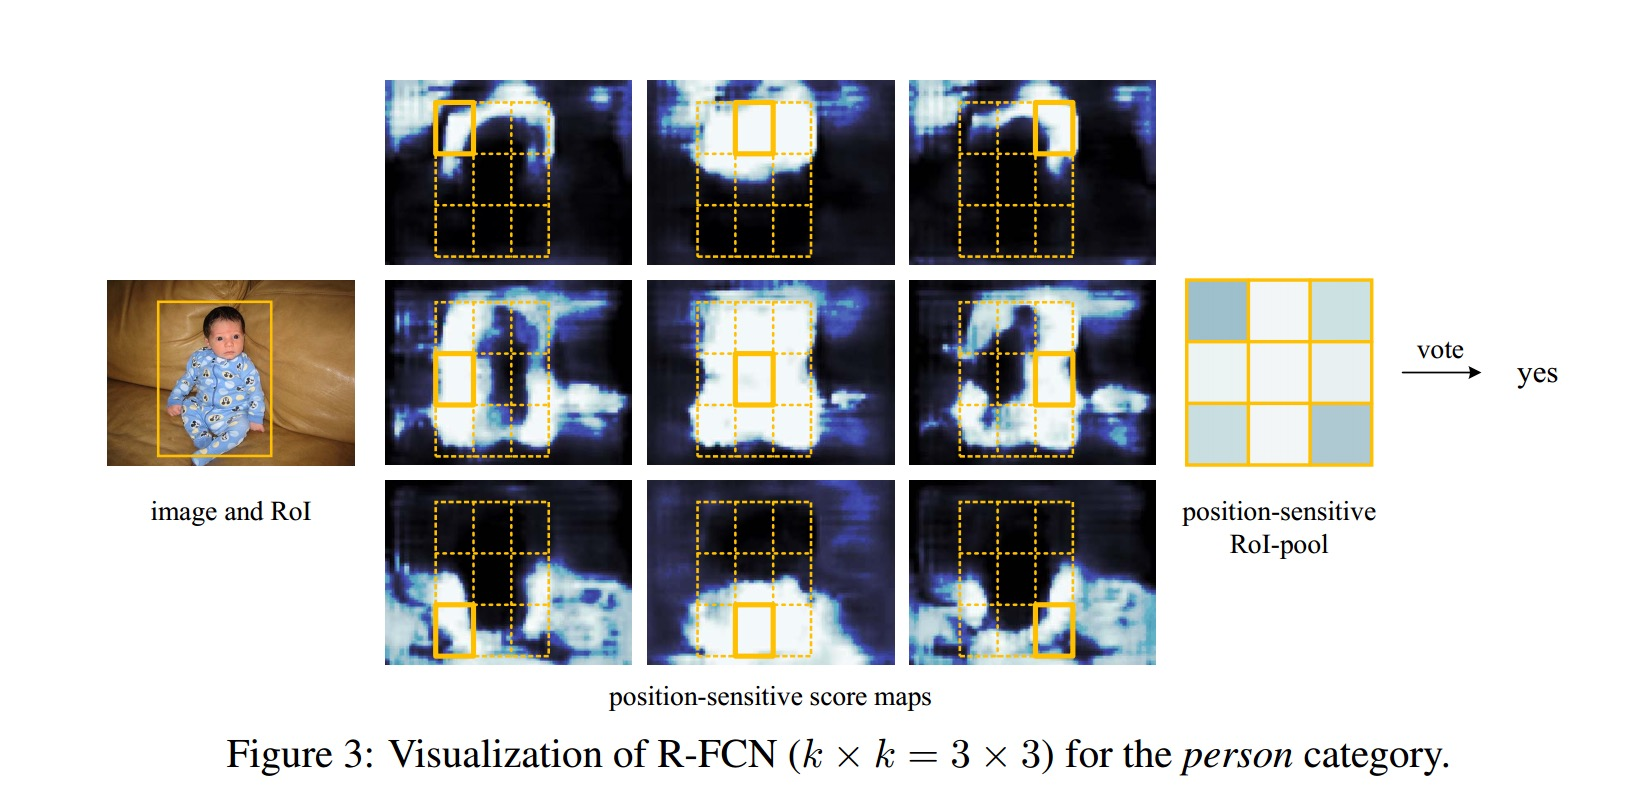 image and RoI
position-sensitive score maps
position-sensitive
RoI-pool
vote
yes
Figure 3: Visualization of R-FCN (k × k = 3 × 3) for the person category.